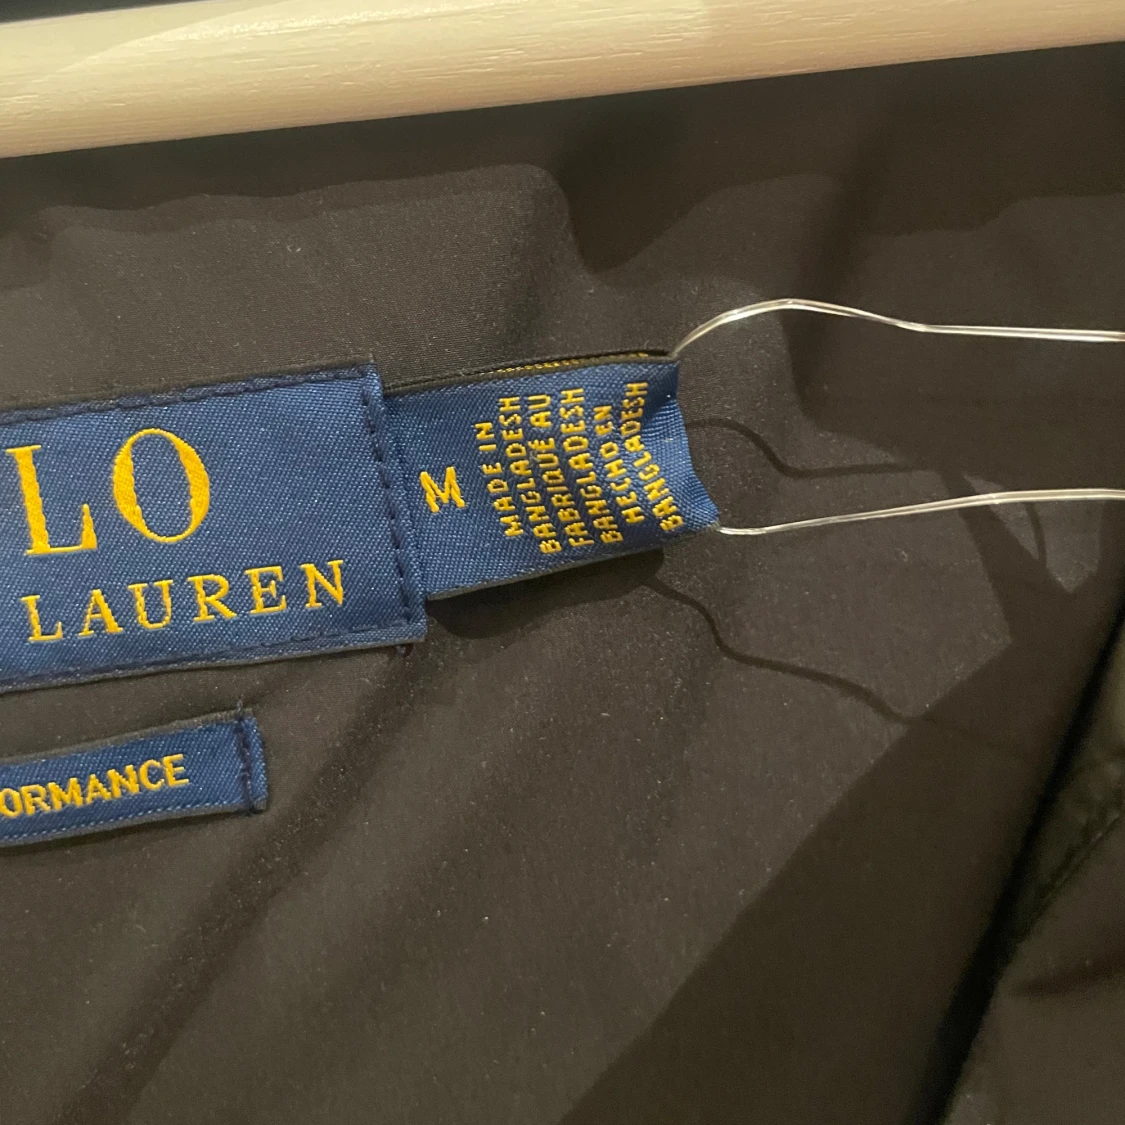 LO
LAUREN
M
MADE IN
BANGLADESH
FABRIQUÉ AU
BANGLADESH
HECHO EN
BANGLADESH
ORMANCE